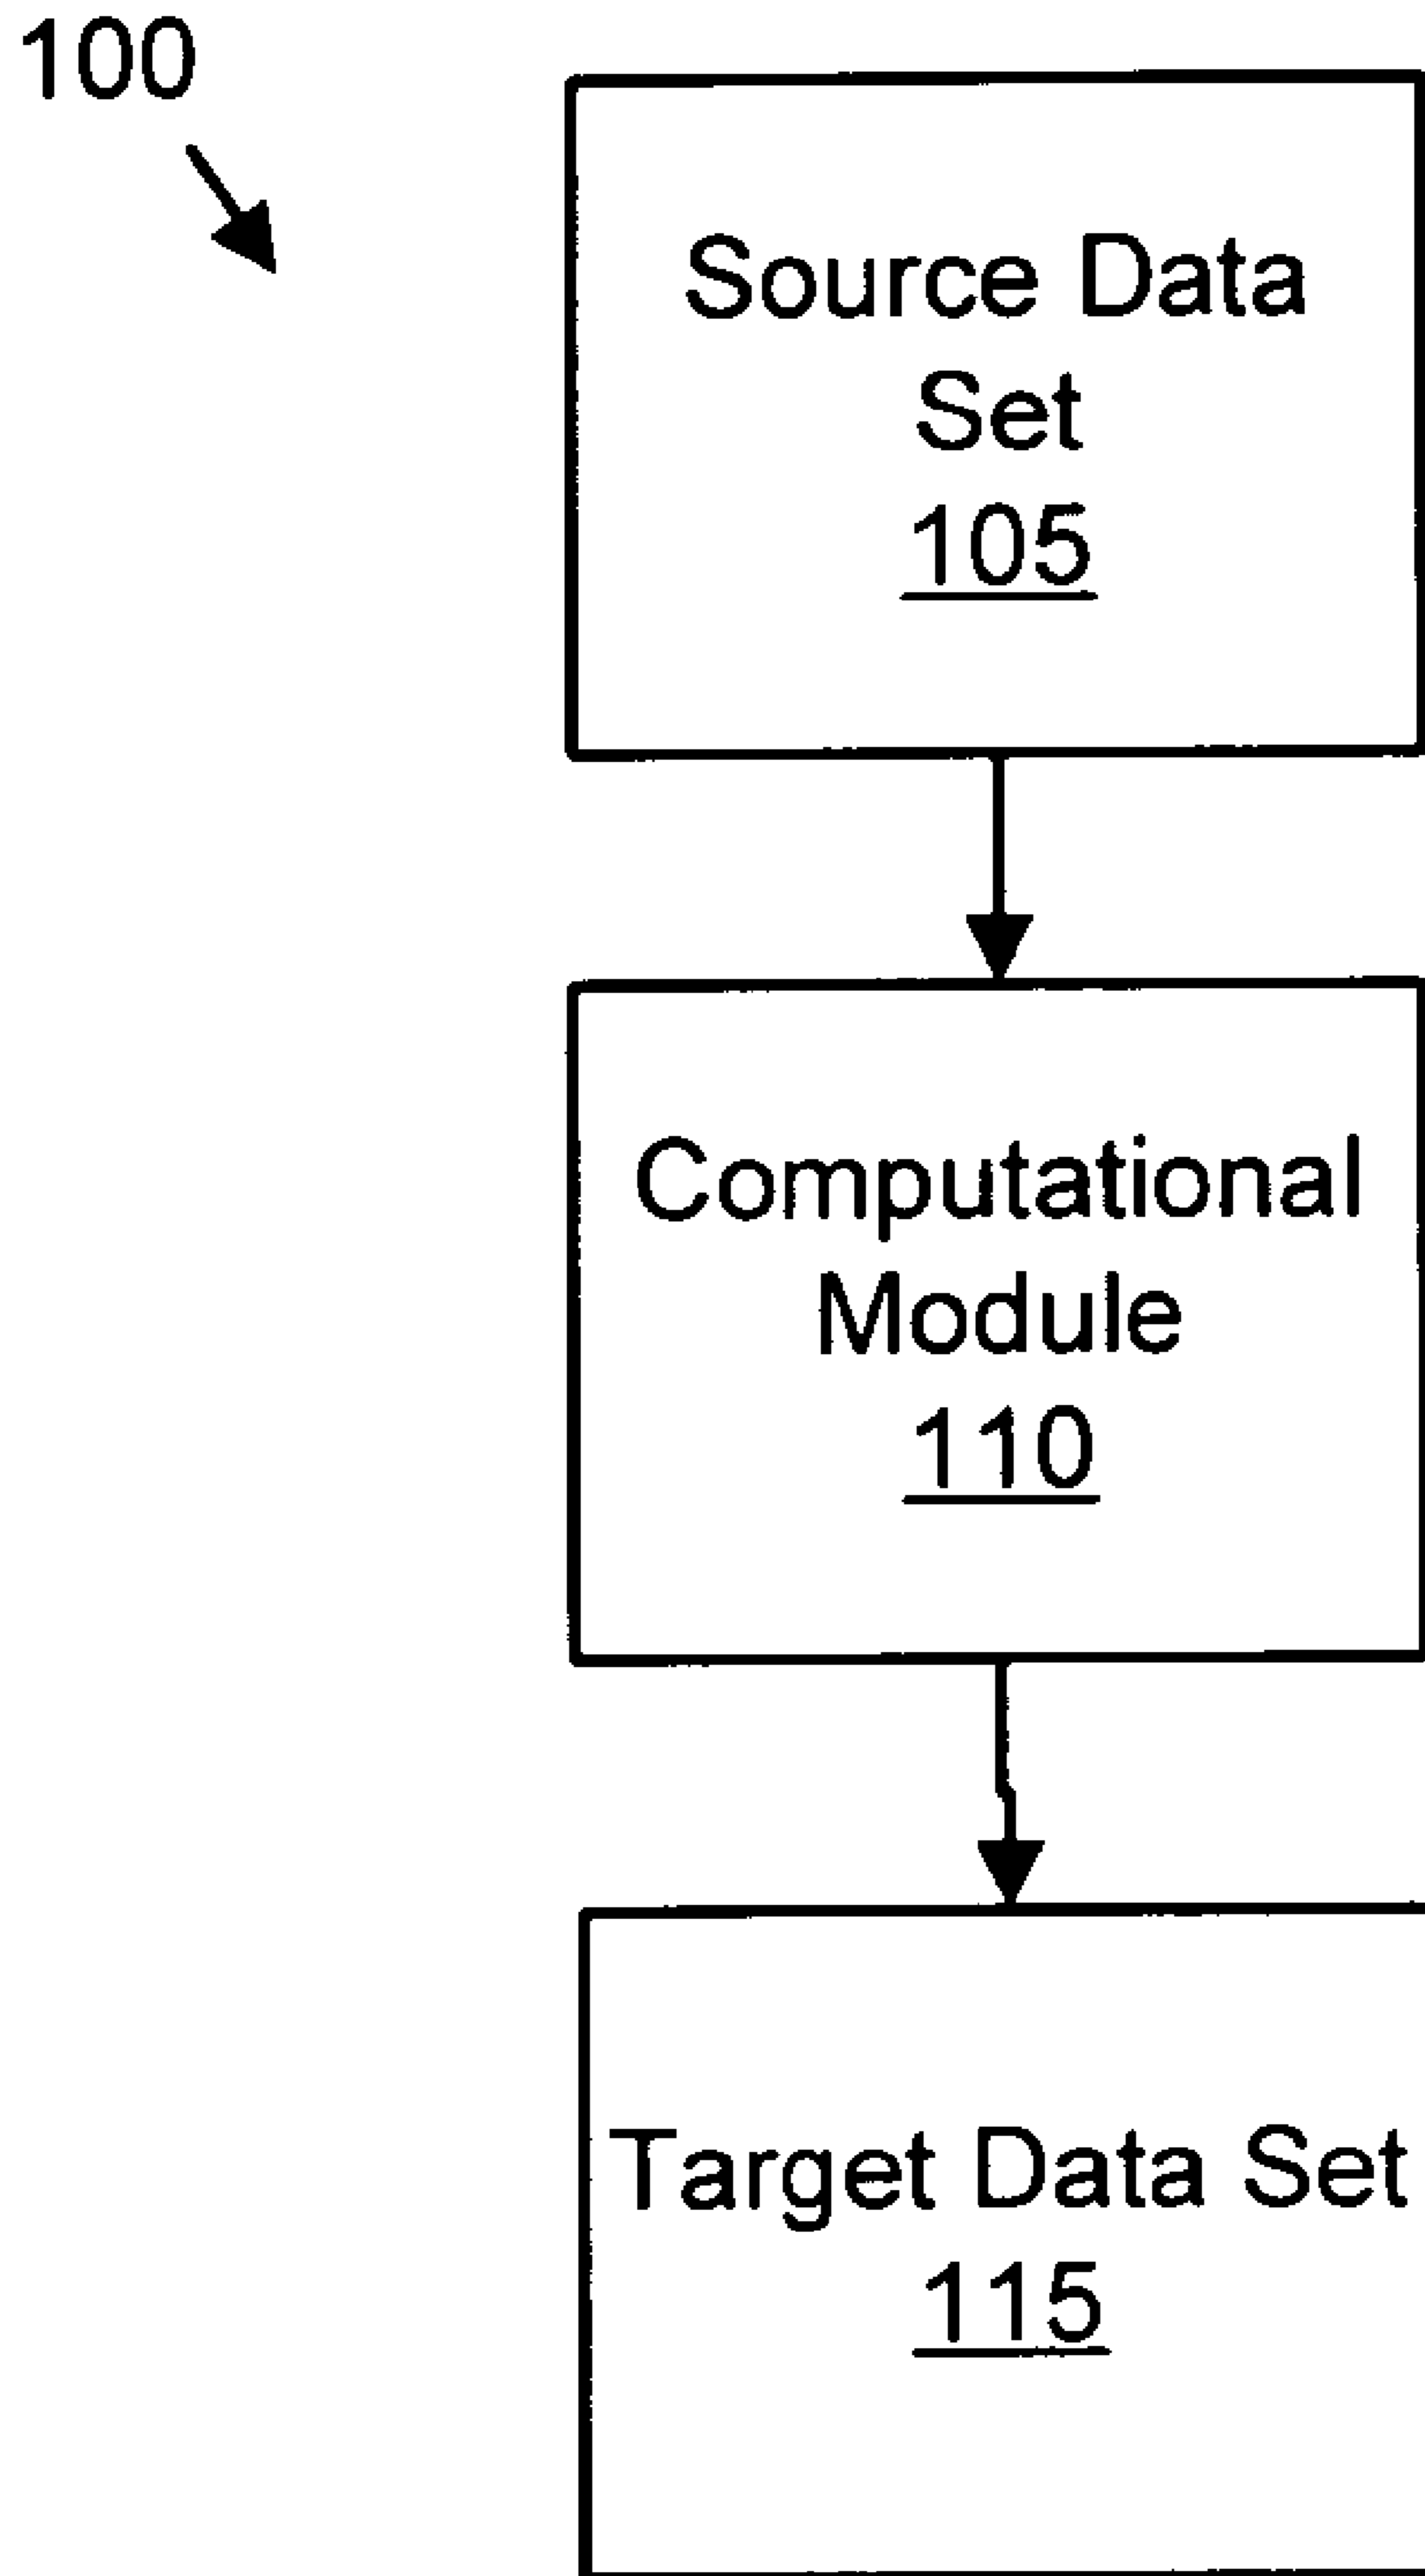 100
Source Data
Set
105
Computational
Module
110
Target Data Set
115